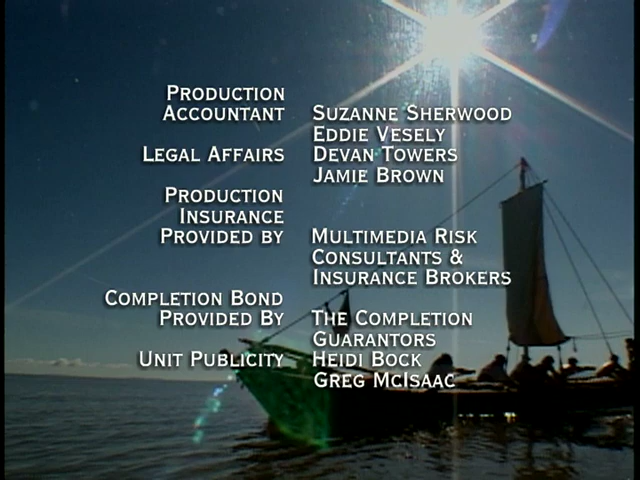 Production
Accountant Suzanne Sherwood
Eddie Vesely
Legal Affairs Devan Towers
Jamie Brown
Production
Insurance
Provided by Multimedia Risk
Consultants &
Insurance Brokers
Completion Bond
Provided By The Completion
Guarantors
Unit Publicity Heidi Bock
Greg McIsaac